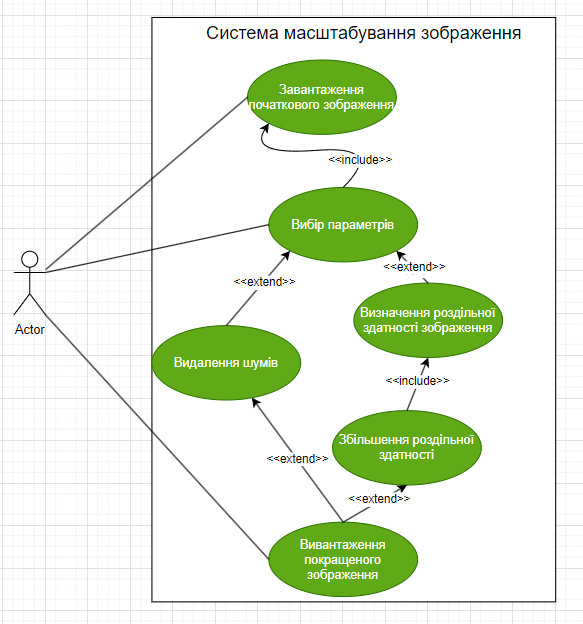 Система масштабування зображення
Завантаження
початкового зображення
<<include>>
Вибір параметрів
<<extend>>
<<extend>>
Actor
Визначення роздільної
здатності зображення
Видалення шумів
<<include>>
Збільшення роздільної
здатності
<<extend>>
<<extend>>
Вивантаження
покращеного
зображення